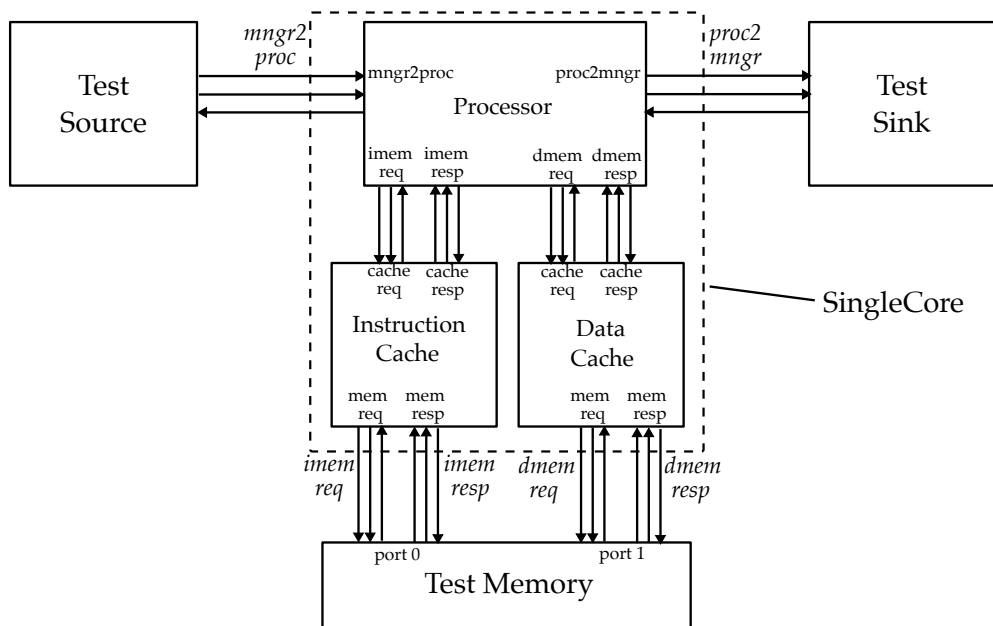 mngr2
proc
proc2
mngr
Test
Source
mngr2proc
proc2mngr
Processor
Test
Sink
imem
req
imem
resp
dmem
req
dmem
resp
cache
req
cache
resp
cache
req
cache
resp
SingleCore
Instruction
Cache
Data
Cache
mem
req
mem
resp
mem
req
mem
resp
imem
req
imem
resp
dmem
req
dmem
resp
port 0
port 1
Test Memory